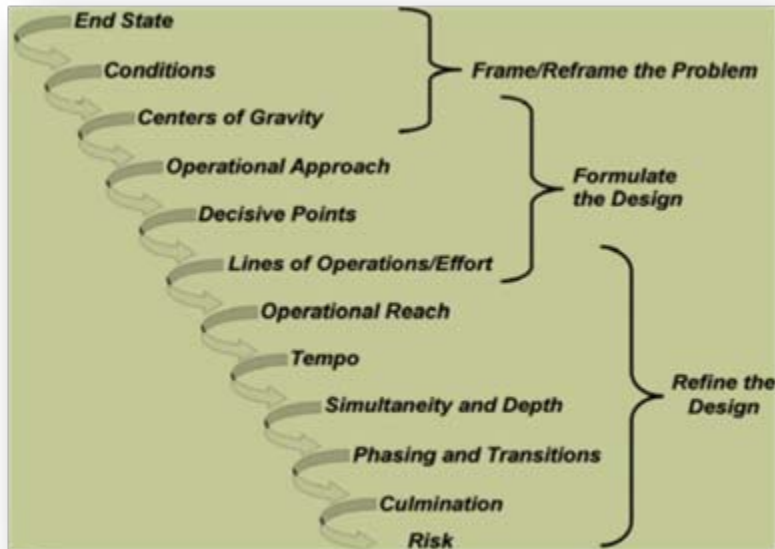 End State
Conditions
Frame/Reframe the Problem
Centers of Gravity
Operational Approach
Formulate
the Design
Decisive Points
Lines of Operations/Effort
Operational Reach
Tempo
Refine the
Design
Simultaneity and Depth
Phasing and Transitions
Culmination
Risk